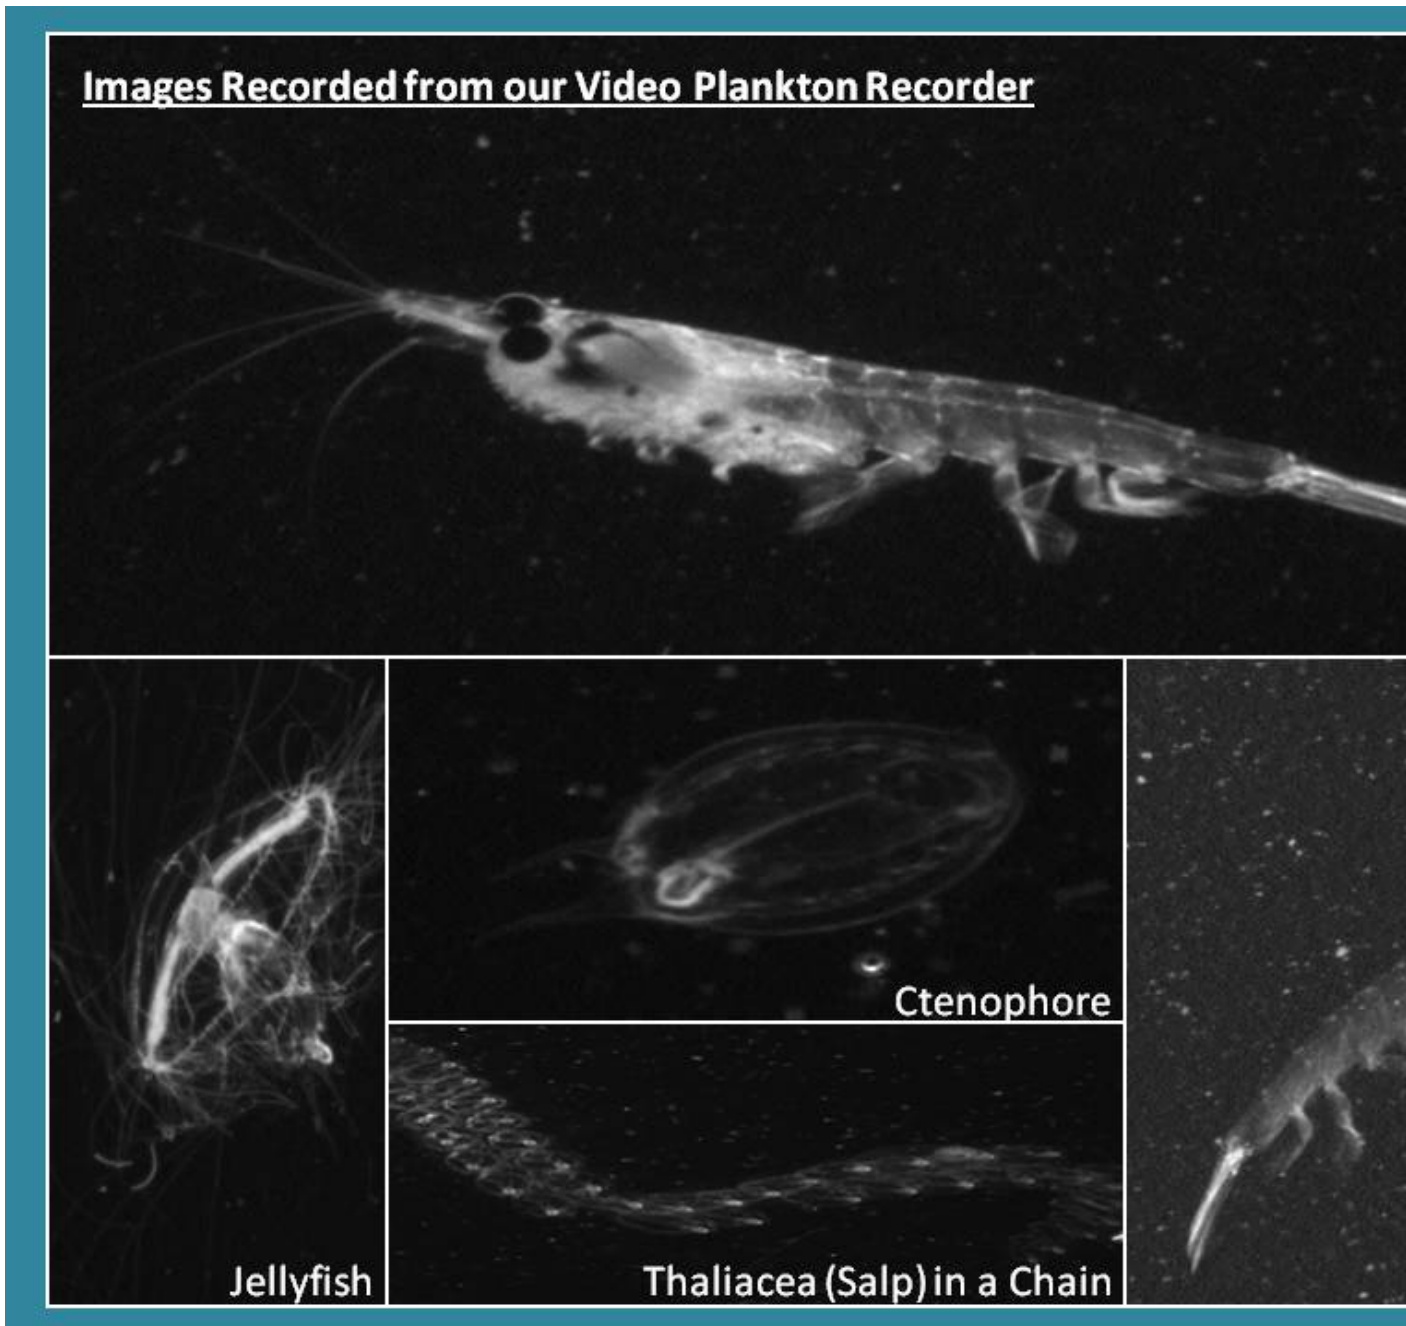 Images Recorded from our Video Plankton Recorder
Ctenophore
Jellyfish
Thaliacea (Salp) in a Chain